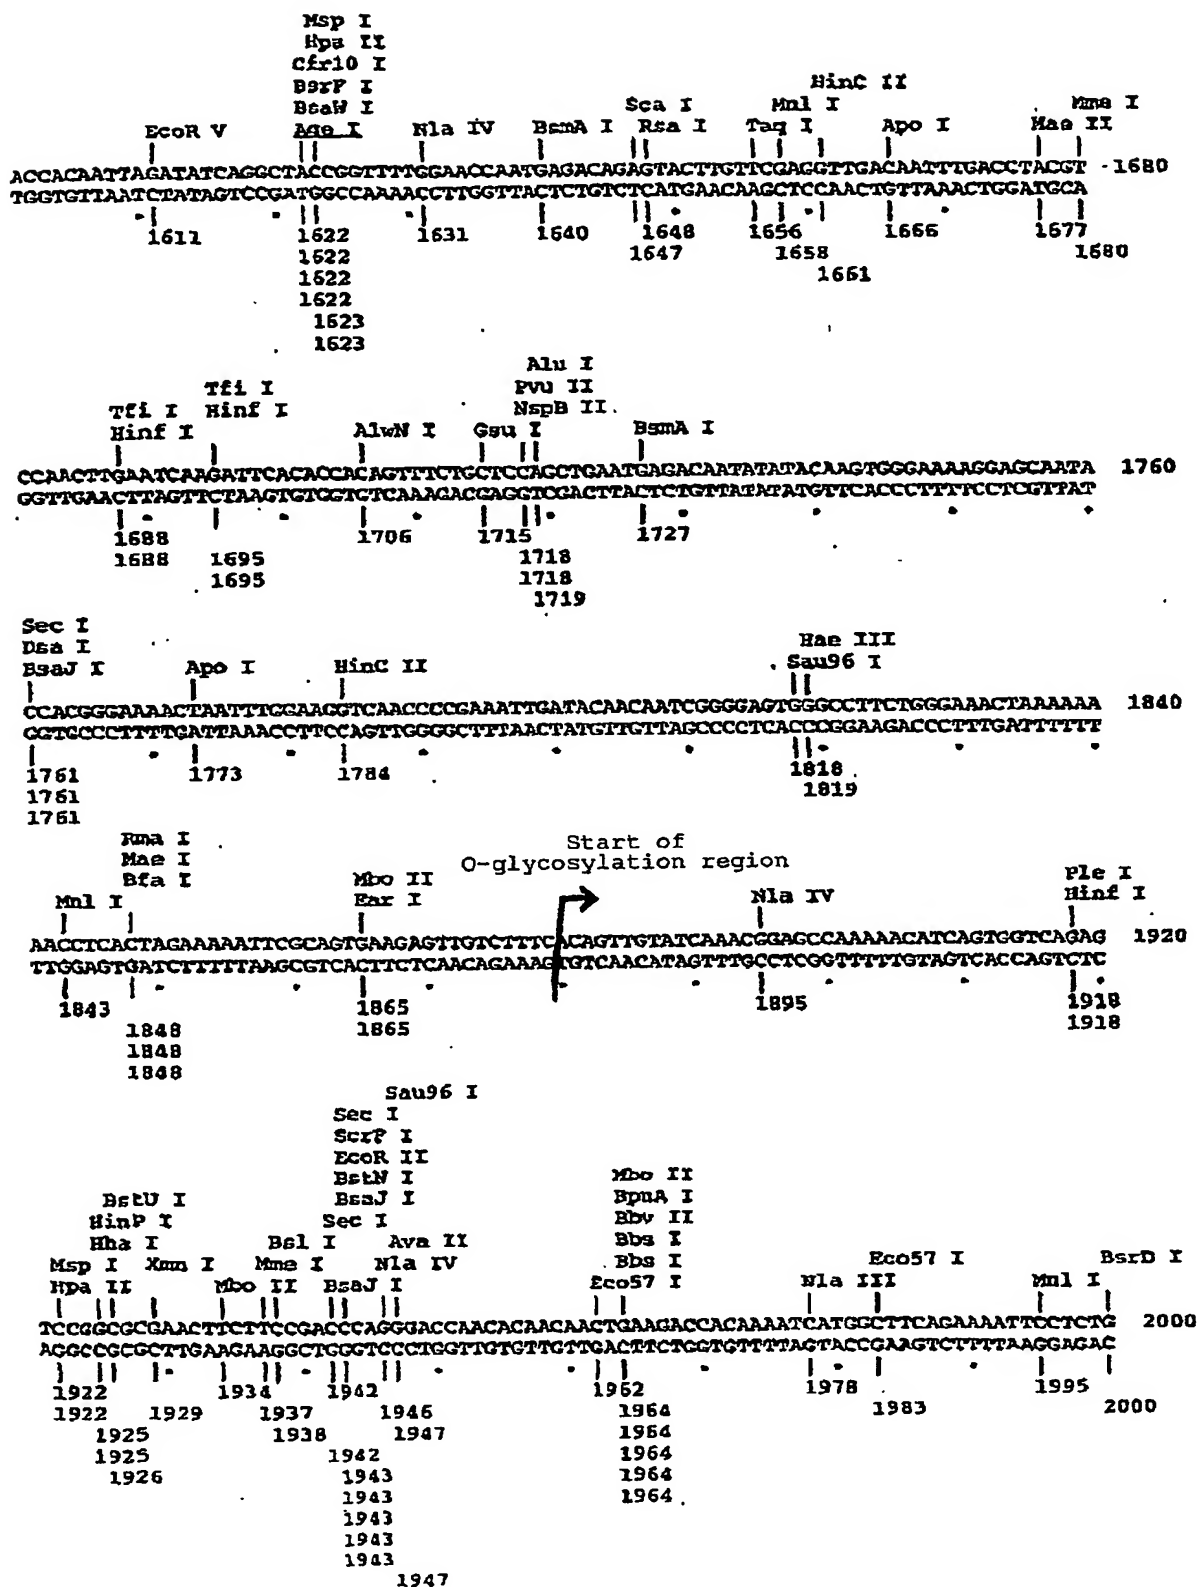 Msp I
Hpa II
Cfr10 I
BsrF I
BsaW I
HinC II
Sca I Mnl I Mme I
EcoR V Age I Nla IV BsmA I Rsa I Taq I Apo I Mae II
ACCACAATTAGATATCAGGCTACCGGTTTTGGAACCAATGAGACAGAGTACTTGTTCGAGGTTGACAATTTGACCTACGT 1680
TGGTGTTAATCTATAGTCCGATGGCCAAAACCTTGGTTACTCTGTCTCATGAACAAGCTCCAACTGTTAAACTGGATGCA
1611 1622 1631 1640 1648 1656 1666 1677
1622 1647 1658 1680
1622 1661
1622
1623
1623
Alu I
Tfi I Pvu II
Tfi I Hinf I NspB II
Hinf I AlwN I Gsu I BsmA I
CCAACTTGAATCAAGATTCACACCACAGTTTCTGCTCCAGCTGAATGAGACAATATATACAAGTGGGAAAAGGAGCAATA 1760
GGTTGAACTTAGTTCTAAGTGTGGTGTCAAAGACGAGGTCGACTTACTCTGTTATATATGTTCACCCTTTTCCTCGTTAT
1688 1706 1715 1727
1688 1695 1718
1695 1718
1719
Sec I
Dsa I Hae III
BsaJ I Apo I HinC II Sau96 I
CCACGGGAAAACTAATTTGGAAGGTCAACCCCGAAATTGATACAACAATCGGGGAGTGGGCCTTCTGGGAAACTAAAAAA 1840
GGTGCCCTTTTGATTAAACCTTCCAGTTGGGGCTTTAACTATGTTGTTAGCCCCTCACCCGGAAGACCCTTTGATTTTTT
1761 1773 1784 1818
1761 1819
1761
Rma I
Mae I Start of
Bfa I O-glycosylation region
Mbo II Ple I
Mnl I Ear I Nla IV Hinf I
AACCTCACTAGAAAAATTCGCAGTGAAGAGTTGTCTTTCACAGTTGTATCAAACGGAGCCAAAAACATCAGTGGTCAGAG 1920
TTGGAGTGATCTTTTTAAGCGTCACTTCTCAACAGAAAGTGTCAACATAGTTTGCCTCGGTTTTTGTAGTCACCAGTCTC
1843 1865 1895 1918
1848 1865 1918
1848
1848
Sau96 I
Sec I
ScrF I
EcoR II Mbo II
BstN I BpuA I
BstU I BsaJ I Bbv II
HinP I Sec I Bbs I
Hha I Bsl I Ava II Bbs I
Msp I Xmn I Mme I Nla IV Eco57 I BsrD I
Hpa II Mbo II BsaJ I Eco57 I Nla III Mnl I
TCCGGCGCGAACTTCTTCCGACCCAGGGACCAACACAACAACTGAAGACCACAAAATCATGGCTTCAGAAAATTCCTCTG 2000
AGGCCGCGCTTGAAGAAGGCTGGGTCCCTGGTTGTGTTGTTGACTTCTGGTGTTTTAGTACCGAAGTCTTTTAAGGAGAC
1922 1934 1942 1962 1978 1995
1922 1929 1937 1946 1964 1983 2000
1925 1938 1947 1964
1925 1942 1964
1926 1943 1964
1943 1964
1943
1943
1943
1947